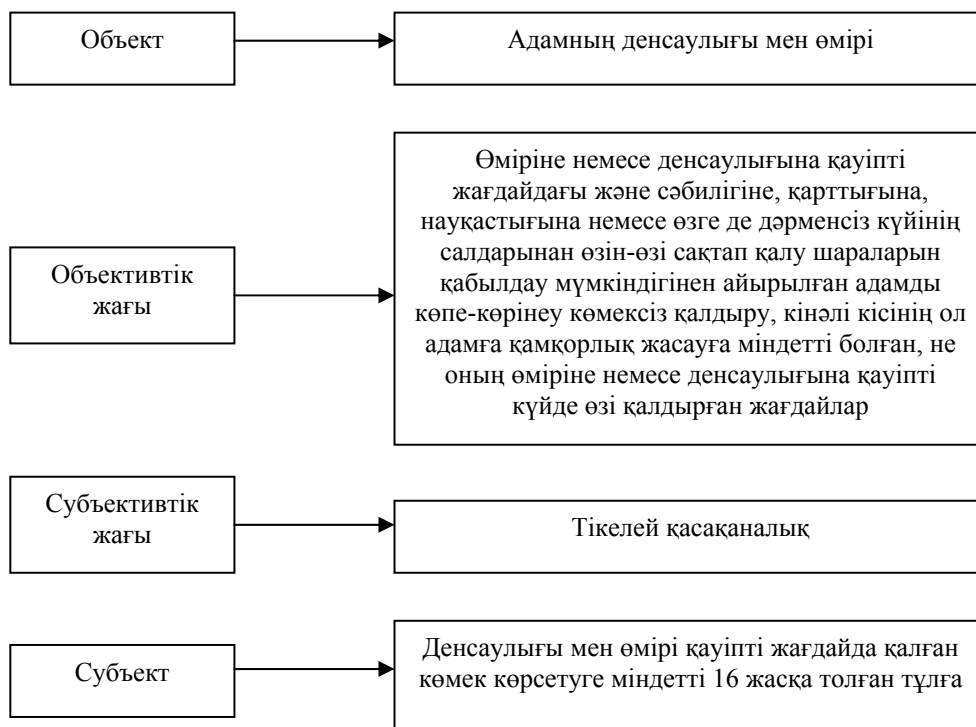 Объект
Адамның денсаулығы мен өмірі
Объективтік
жағы
Өміріне немесе денсаулығына қауіпті
жағдайдағы және сәбилігіне, қарттығына,
науқастығына немесе өзге де дәрменсіз күйінің
салдарынан өзін-өзі сақтап қалу шараларын
қабылдау мүмкіндігінен айырылған адамды
көпе-көрінеу көмексіз қалдыру, кінәлі кісінің ол
адамға қамқорлық жасауға міндетті болған, не
оның өміріне немесе денсаулығына қауіпті
күйде өзі қалдырған жағдайлар
Субъективтік
жағы
Тікелей қасақаналық
Субъект
Денсаулығы мен өмірі қауіпті жағдайда қалған
көмек көрсетуге міндетті 16 жасқа толған тұлға